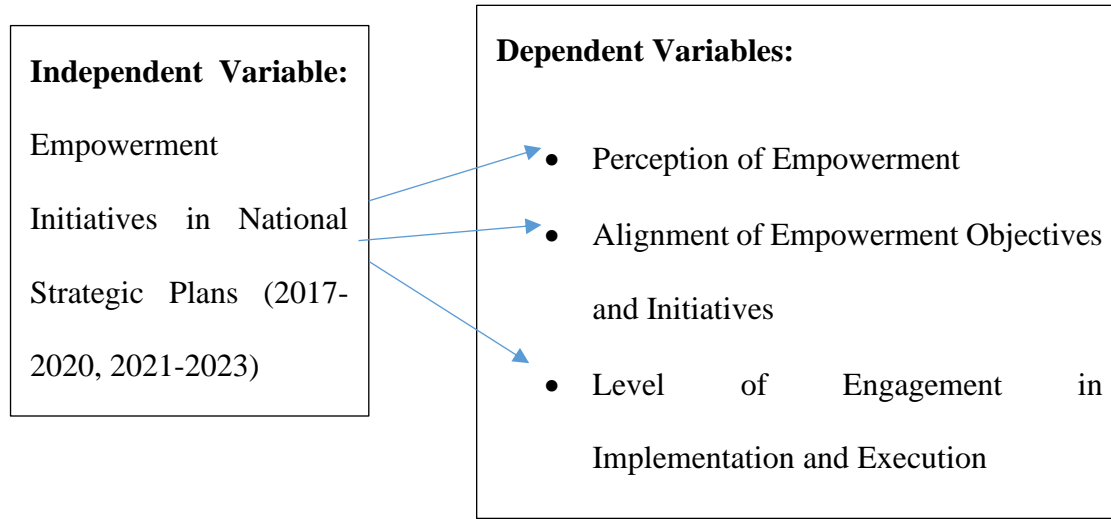 Independent Variable:
Empowerment
Initiatives in National
Strategic Plans (2017-
2020, 2021-2023)
Dependent Variables:
• Perception of Empowerment
• Alignment of Empowerment Objectives
and Initiatives
• Level of Engagement in
Implementation and Execution